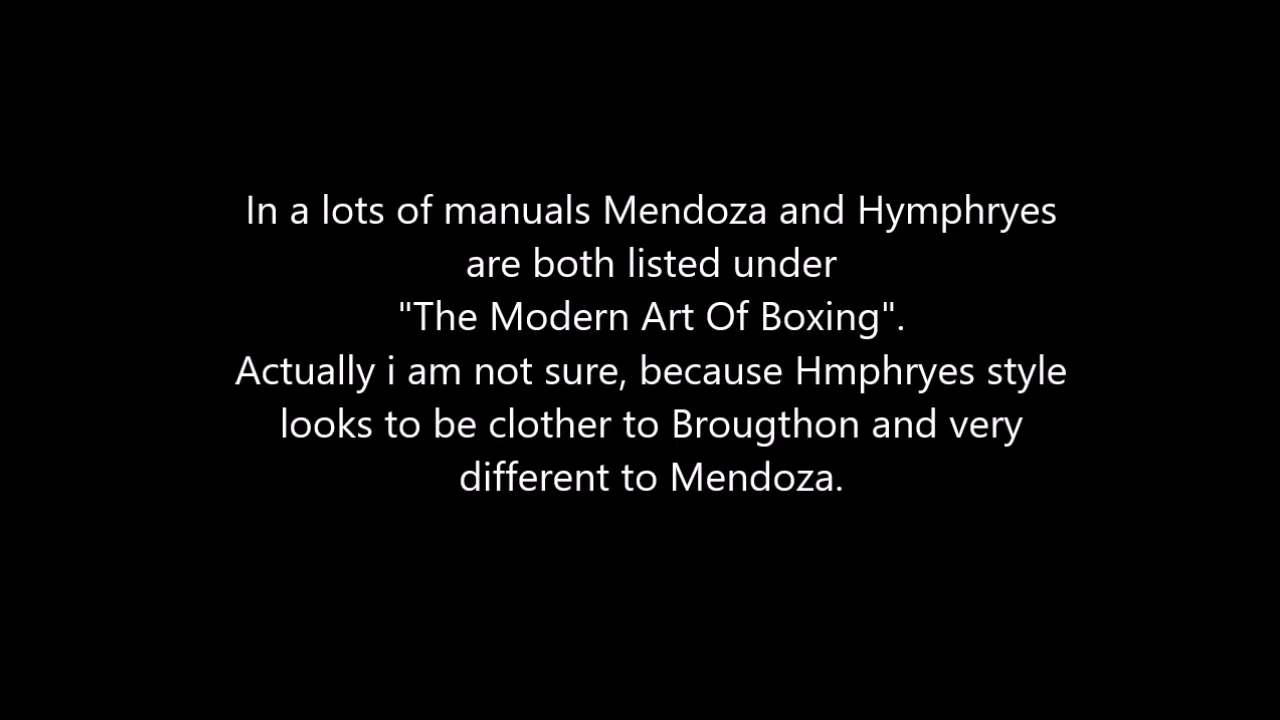 In a lots of manuals Mendoza and Hymphryes
are both listed under
"The Modern Art Of Boxing".
Actually i am not sure, because Hmphryes style
looks to be clother to Brougthon and very
different to Mendoza.